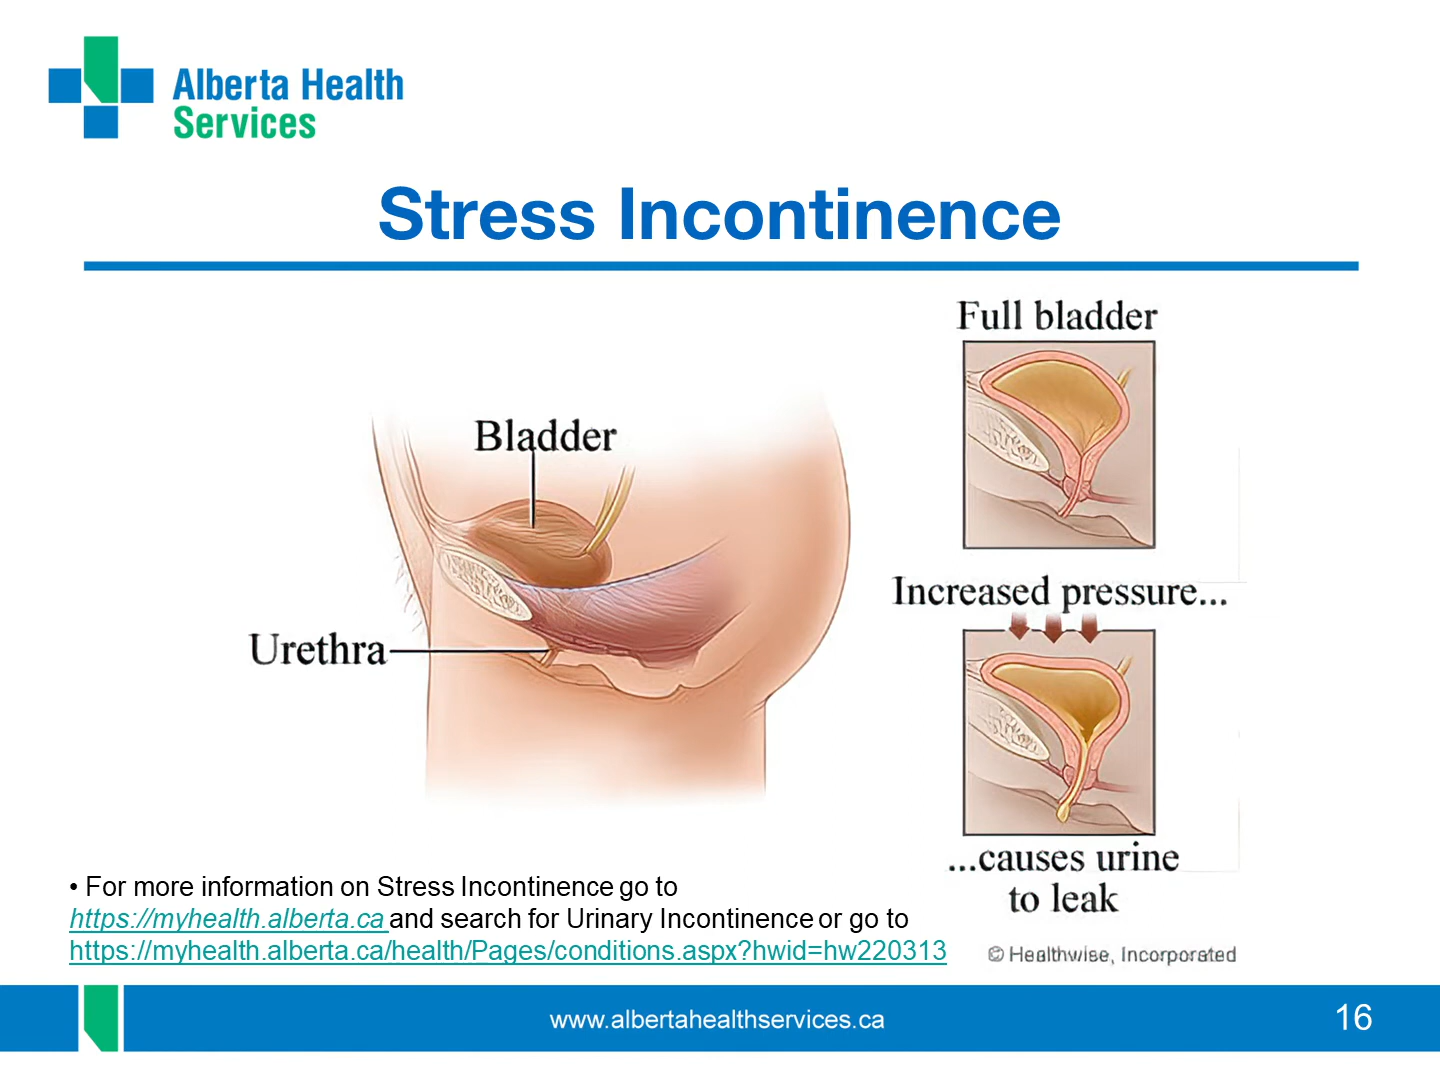 Alberta Health
Services
Stress Incontinence
Full bladder
Bladder
Increased pressure...
Urethra
...causes urine
to leak
• For more information on Stress Incontinence go to
https://myhealth.alberta.ca and search for Urinary Incontinence or go to
https://myhealth.alberta.ca/health/Pages/conditions.aspx?hwid=hw220313
© Healthwise, Incorporated
www.albertahealthservices.ca
16